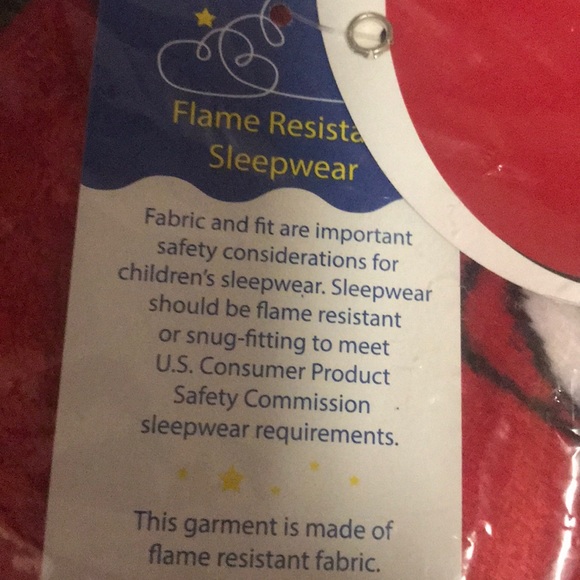 Flame Resista
Sleepwear
Fabric and fit are important
safety considerations for
children's sleepwear. Sleepwear
should be flame resistant
or snug-fitting to meet
U.S. Consumer Product
Safety Commission
sleepwear requirements.
This garment is made of
flame resistant fabric.